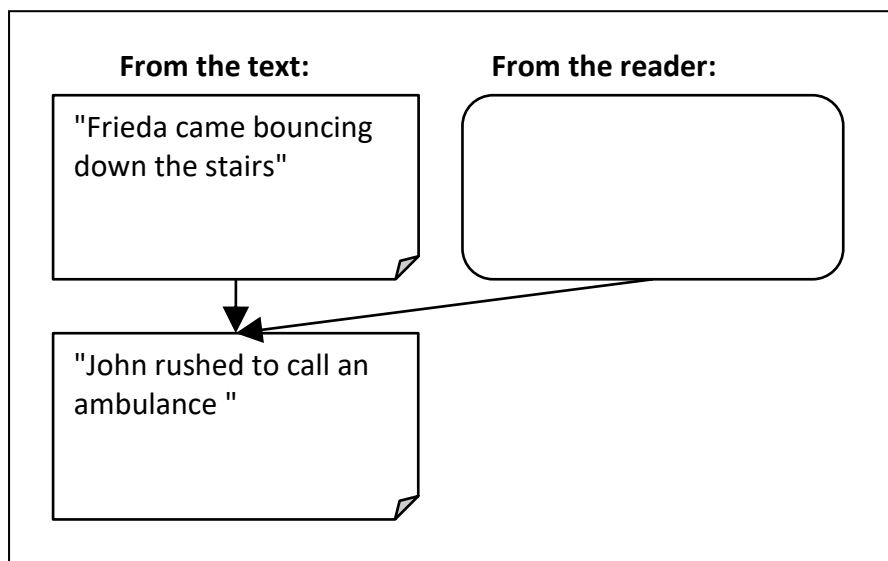 From the text:
From the reader:
"Frieda came bouncing
down the stairs"
"John rushed to call an
ambulance "